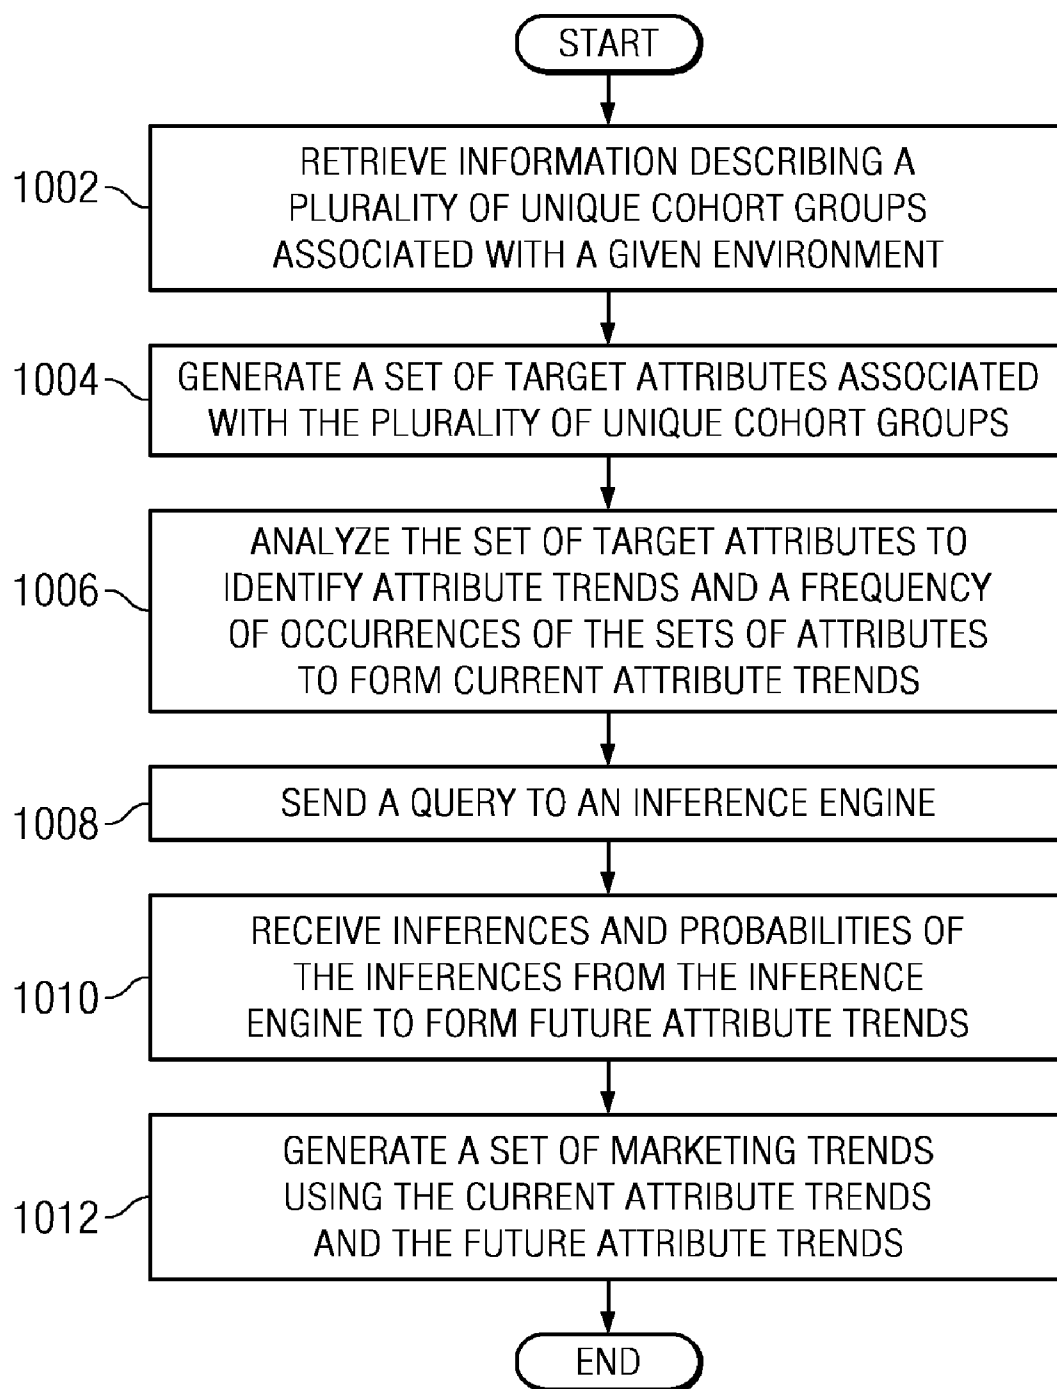 START
1002
RETRIEVE INFORMATION DESCRIBING A
PLURALITY OF UNIQUE COHORT GROUPS
ASSOCIATED WITH A GIVEN ENVIRONMENT
1004
GENERATE A SET OF TARGET ATTRIBUTES ASSOCIATED
WITH THE PLURALITY OF UNIQUE COHORT GROUPS
1006
ANALYZE THE SET OF TARGET ATTRIBUTES TO
IDENTIFY ATTRIBUTE TRENDS AND A FREQUENCY
OF OCCURRENCES OF THE SETS OF ATTRIBUTES
TO FORM CURRENT ATTRIBUTE TRENDS
1008
SEND A QUERY TO AN INFERENCE ENGINE
1010
RECEIVE INFERENCES AND PROBABILITIES OF
THE INFERENCES FROM THE INFERENCE
ENGINE TO FORM FUTURE ATTRIBUTE TRENDS
1012
GENERATE A SET OF MARKETING TRENDS
USING THE CURRENT ATTRIBUTE TRENDS
AND THE FUTURE ATTRIBUTE TRENDS
END